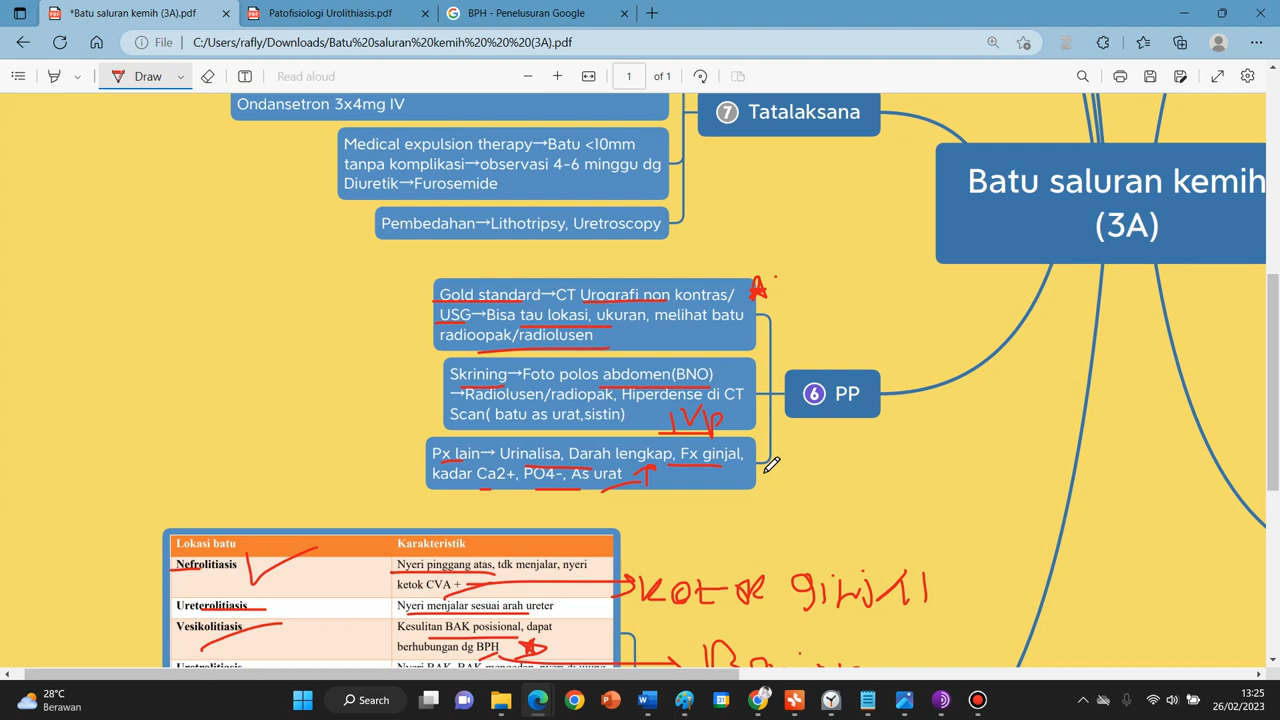 *Batu saluran kemih (3A).pdf
Patofisiologi Urolithiasis.pdf
BPH - Penelusuran Google
File
C:/Users/rafly/Downloads/Batu%20saluran%20kemih%20%20%20(3A).pdf
Draw
Read aloud
1
of 1
Ondansetron 3x4mg IV
Medical expulsion therapy→Batu <10mm
tanpa komplikasi→observasi 4-6 minggu dg
Diuretik→Furosemide
Pembedahan→Lithotripsy, Uretroscopy
7 Tatalaksana
Batu saluran kemih
(3A)
Gold standard→CT Urografi non kontras/
USG→Bisa tau lokasi, ukuran, melihat batu
radioopak/radiolusen
Skrining→Foto polos abdomen(BNO)
→Radiolusen/radiopak, Hiperdense di CT
Scan( batu as urat,sistin)
IVP
6 PP
Px lain→ Urinalisa, Darah lengkap, Fx ginjal,
kadar Ca2+, PO4-, As urat ↑
Lokasi batu
Karakteristik
Nefrolitiasis
Nyeri pinggang atas, tdk menjalar, nyeri
ketok CVA +
Ureterolitiasis
Nyeri menjalar sesuai arah ureter
Vesikolitiasis
Kesulitan BAK posisional, dapat
berhubungan dg BPH
28°C
Berawan
Search
13:25
26/02/2023